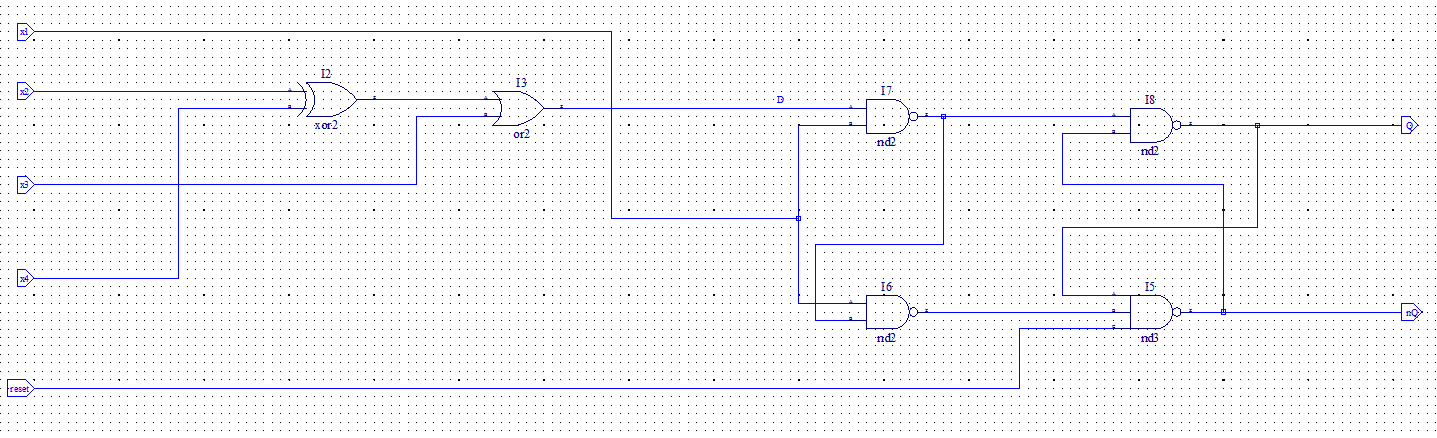 x1
I2
I3
x2
A
B
Z
xor2
A
B
Z
or2
D
I7
A
B
Z
nd2
I8
A
B
Z
nd2
Q
x3
x4
I6
A
B
Z
nd2
I5
A
B
C
Z
nd3
nQ
reset